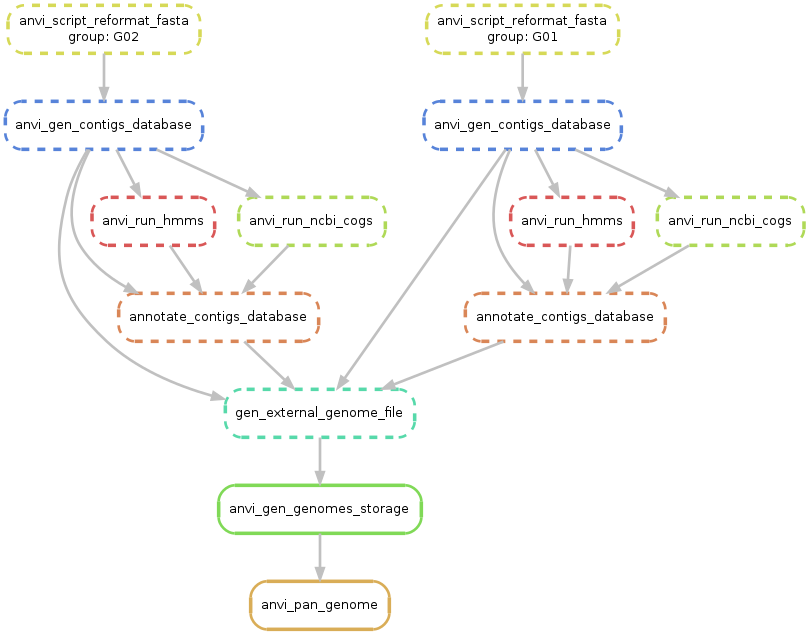 anvi_script_reformat_fasta
group: G02
anvi_script_reformat_fasta
group: G01
anvi_gen_contigs_database
anvi_gen_contigs_database
anvi_run_hmms
anvi_run_ncbi_cogs
anvi_run_hmms
anvi_run_ncbi_cogs
annotate_contigs_database
annotate_contigs_database
gen_external_genome_file
anvi_gen_genomes_storage
anvi_pan_genome